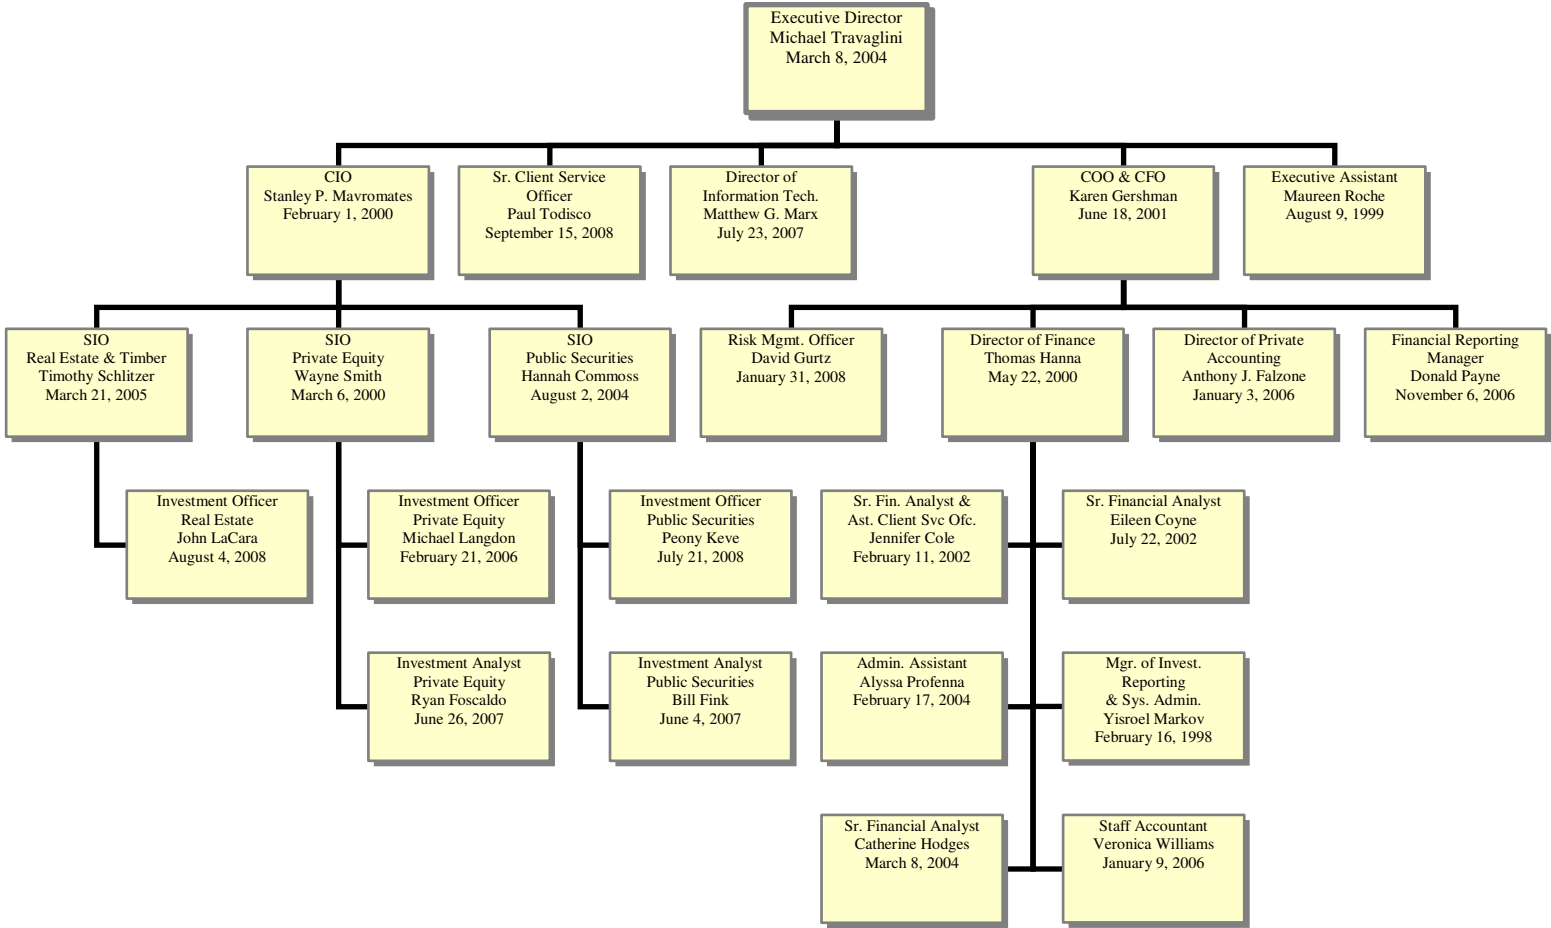 Executive Director
Michael Travaglini
March 8, 2004
CIO
Stanley P. Mavromates
February 1, 2000
Sr. Client Service
Officer
Paul Todisco
September 15, 2008
Director of
Information Tech.
Matthew G. Marx
July 23, 2007
COO & CFO
Karen Gershman
June 18, 2001
Executive Assistant
Maureen Roche
August 9, 1999
SIO
Real Estate & Timber
Timothy Schlitzer
March 21, 2005
SIO
Private Equity
Wayne Smith
March 6, 2000
SIO
Public Securities
Hannah Commoss
August 2, 2004
Risk Mgmt. Officer
David Gurtz
January 31, 2008
Director of Finance
Thomas Hanna
May 22, 2000
Director of Private
Accounting
Anthony J. Falzone
January 3, 2006
Financial Reporting
Manager
Donald Payne
November 6, 2006
Investment Officer
Real Estate
John LaCara
August 4, 2008
Investment Officer
Private Equity
Michael Langdon
February 21, 2006
Investment Officer
Public Securities
Peony Keve
July 21, 2008
Sr. Fin. Analyst &
Ast. Client Svc Ofc.
Jennifer Cole
February 11, 2002
Sr. Financial Analyst
Eileen Coyne
July 22, 2002
Investment Analyst
Private Equity
Ryan Foscaldo
June 26, 2007
Investment Analyst
Public Securities
Bill Fink
June 4, 2007
Admin. Assistant
Alyssa Profenna
February 17, 2004
Mgr. of Invest.
Reporting
& Sys. Admin.
Yisroel Markov
February 16, 1998
Sr. Financial Analyst
Catherine Hodges
March 8, 2004
Staff Accountant
Veronica Williams
January 9, 2006